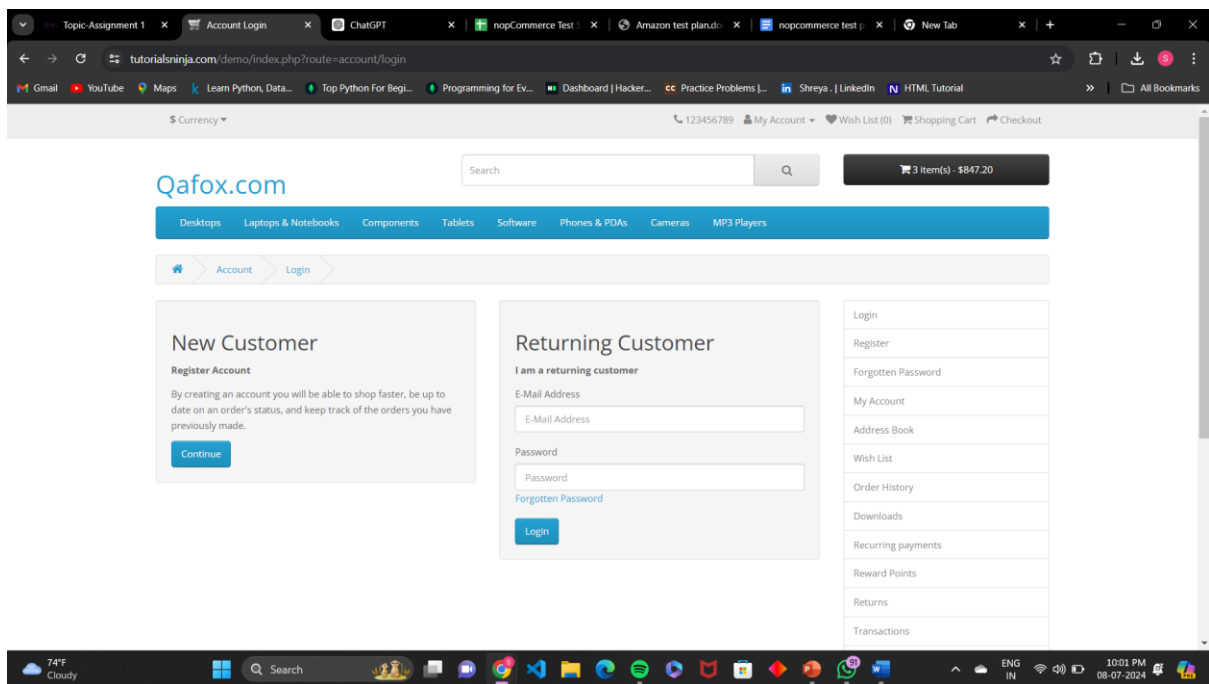 Topic-Assignment 1
Account Login
ChatGPT
nopCommerce Test S
Amazon test plan.do
nopcommerce test p
New Tab
tutorialsninja.com/demo/index.php?route=account/login
Gmail
YouTube
Maps
Learn Python, Data...
Top Python For Begi...
Programming for Ev...
Dashboard | Hacker...
Practice Problems |...
Shreya . | LinkedIn
HTML Tutorial
All Bookmarks
$ Currency
123456789
My Account
Wish List (0)
Shopping Cart
Checkout
Qafox.com
Search
3 item(s) - $847.20
Desktops
Laptops & Notebooks
Components
Tablets
Software
Phones & PDAs
Cameras
MP3 Players
Account
Login
New Customer
Register Account
By creating an account you will be able to shop faster, be up
date on an order's status, and keep track of the orders you have
previously made.
Continue
Returning Customer
I am a returning customer
E-Mail Address
E-Mail Address
Password
Password
Forgotten Password
Login
Login
Register
Forgotten Password
My Account
Address Book
Wish List
Order History
Downloads
Recurring payments
Reward Points
Returns
Transactions
74°F
Cloudy
Search
ENG
IN
10:01 PM
08-07-2024